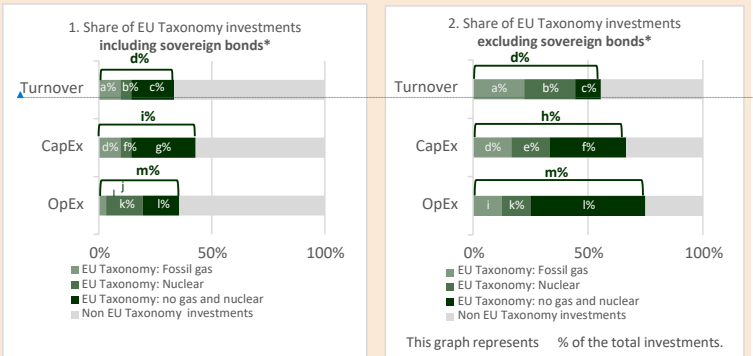 1. Share of EU Taxonomy investments
including sovereign bonds*
d%
Turnover
a% b% c%
i%
CapEx
d% f% g%
m%
j
OpEx
k% l%
0% 50% 100%
EU Taxonomy: Fossil gas
EU Taxonomy: Nuclear
EU Taxonomy: no gas and nuclear
Non EU Taxonomy investments
2. Share of EU Taxonomy investments
excluding sovereign bonds*
d%
Turnover
a% b% c%
h%
CapEx
d% e% f%
m%
OpEx
i k% l%
0% 50% 100%
EU Taxonomy: Fossil gas
EU Taxonomy: Nuclear
EU Taxonomy: no gas and nuclear
Non EU Taxonomy investments
This graph represents % of the total investments.